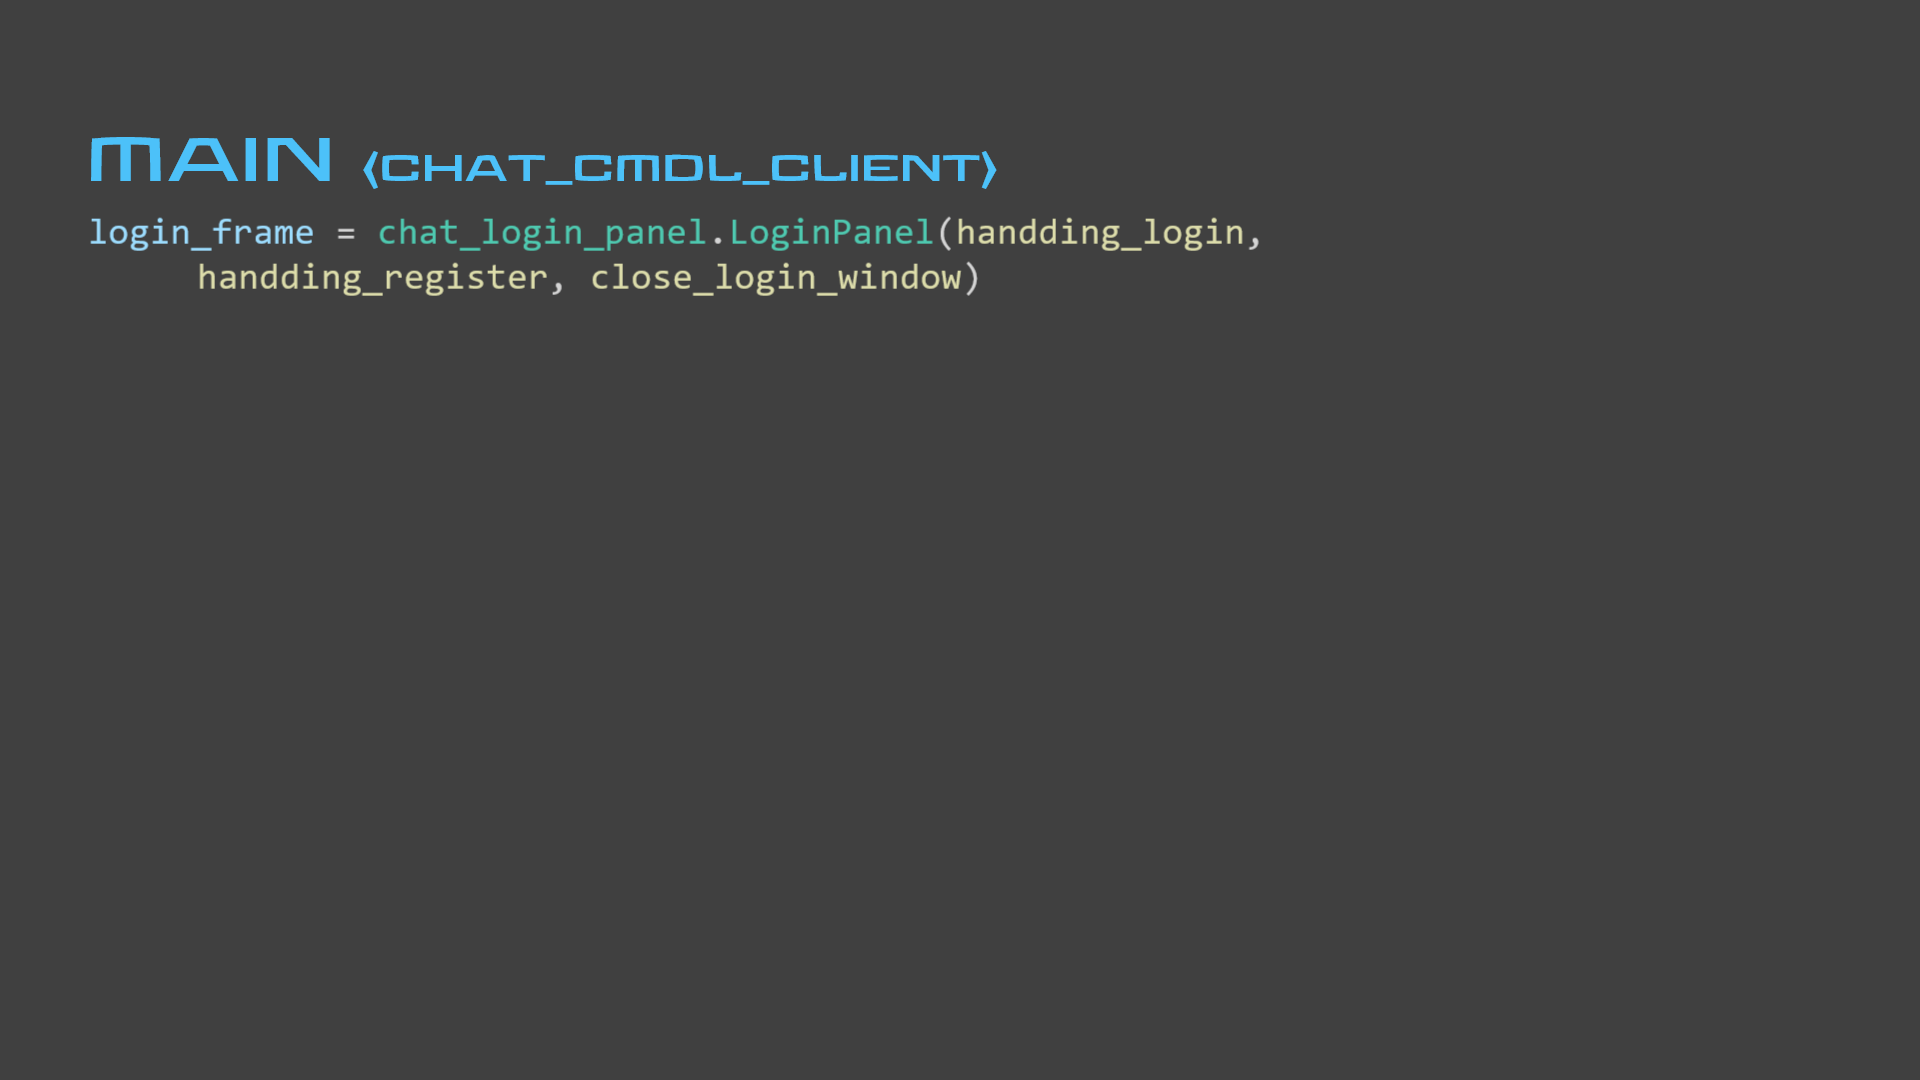 MAIN (CHAT_CMDL_CLIENT)
login_frame = chat_login_panel.LoginPanel(handding_login,
handding_register, close_login_window)